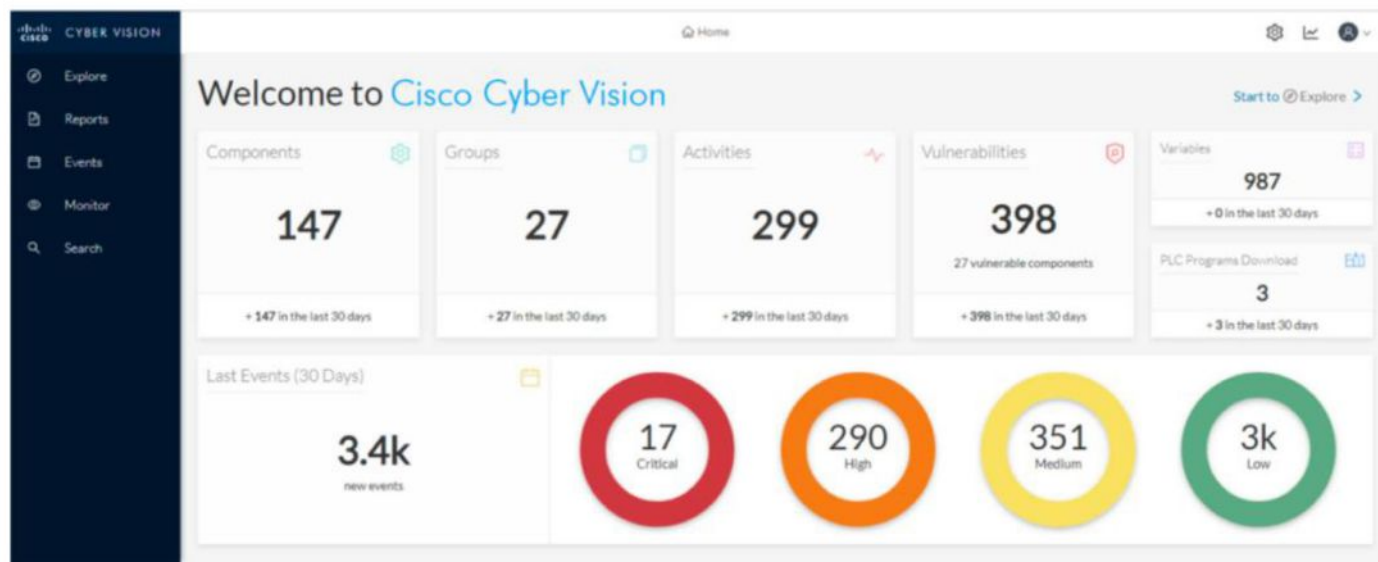 CISCO CYBER VISION
Home
Explore
Reports
Events
Monitor
Search
Welcome to Cisco Cyber Vision
Start to Explore >
Components
147
+ 147 in the last 30 days
Groups
27
+ 27 in the last 30 days
Activities
299
+ 299 in the last 30 days
Vulnerabilities
398
27 vulnerable components
+ 398 in the last 30 days
Variables
987
+ 0 in the last 30 days
PLC Programs Download
3
+ 3 in the last 30 days
Last Events (30 Days)
3.4k
new events
17
Critical
290
High
351
Medium
3k
Low